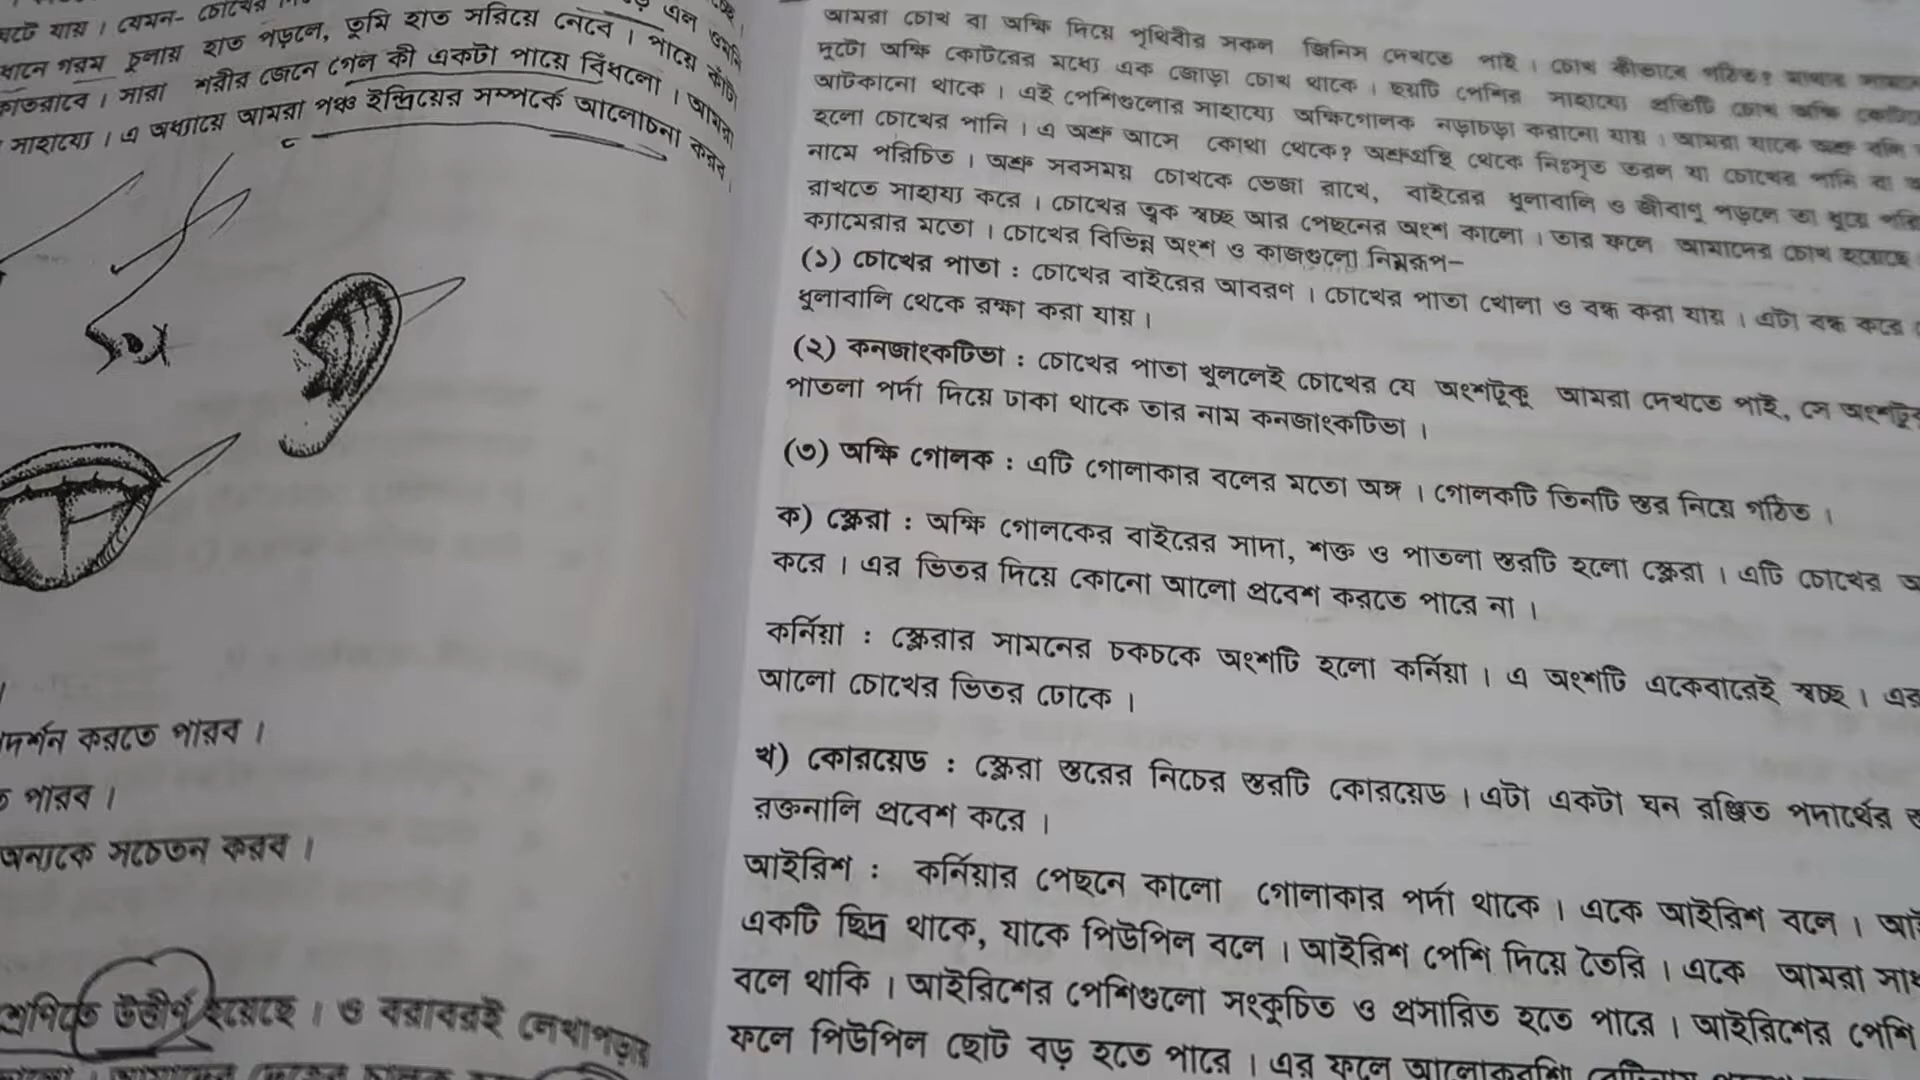 ঘটে যায় । যেমন- চোখের
এল
গরম চুলায় হাত পড়লে, তুমি হাত সরিয়ে নেবে । পায়ে কাঁটা
কাতরাবে । সারা শরীর জেনে গেল কী একটা পায়ে বিঁধলো । আমরা
সাহায্যে । এ অধ্যায়ে আমরা পঞ্চ ইন্দ্রিয়ের সম্পর্কে আলোচনা করব ।
দর্শন করতে পারব ।
পারব ।
অন্যকে সচেতন করব ।
উত্তীর্ণ হয়েছে । ও বরাবরই লেখাপড়ায়
আমরা চোখ বা অক্ষি দিয়ে পৃথিবীর সকল জিনিস দেখতে পাই । চোখ কীভাবে গঠিত? মাথার
দুটো অক্ষি কোটরের মধ্যে এক জোড়া চোখ থাকে । ছয়টি পেশির সাহায্যে প্রতিটি চোখ অক্ষি
আটকানো থাকে । এই পেশিগুলোর সাহায্যে অক্ষিগোলক নড়াচড়া করানো যায় । আমরা যাকে অশ্রু বলি
হলো চোখের পানি । এ অশ্রু আসে কোথা থেকে? অশ্রুগ্রন্থি থেকে নিঃসৃত তরল যা চোখের পানি বা
নামে পরিচিত । অশ্রু সবসময় চোখকে ভেজা রাখে, বাইরের ধুলাবালি ও জীবাণু পড়লে তা ধুয়ে
রাখতে সাহায্য করে । চোখের ত্বক স্বচ্ছ আর পেছনের অংশ কালো । তার ফলে আমাদের চোখ হয়েছে
ক্যামেরার মতো । চোখের বিভিন্ন অংশ ও কাজগুলো নিম্নরূপ–
(১) চোখের পাতা : চোখের বাইরের আবরণ । চোখের পাতা খোলা ও বন্ধ করা যায় । এটা বন্ধ করে
ধুলাবালি থেকে রক্ষা করা যায় ।
(২) কনজাংকটিভা : চোখের পাতা খুললেই চোখের যে অংশটুকু আমরা দেখতে পাই, সে
পাতলা পর্দা দিয়ে ঢাকা থাকে তার নাম কনজাংকটিভা ।
(৩) অক্ষি গোলক : এটি গোলাকার বলের মতো অঙ্গ । গোলকটি তিনটি স্তর নিয়ে গঠিত ।
ক) স্ক্লেরা : অক্ষি গোলকের বাইরের সাদা, শক্ত ও পাতলা স্তরটি হলো স্ক্লেরা । এটি চোখের
করে । এর ভিতর দিয়ে কোনো আলো প্রবেশ করতে পারে না ।
কর্নিয়া : স্ক্লেরার সামনের চকচকে অংশটি হলো কর্নিয়া । এ অংশটি একেবারেই স্বচ্ছ । এর
আলো চোখের ভিতর ঢোকে ।
খ) কোরয়েড : স্ক্লেরা স্তরের নিচের স্তরটি কোরয়েড । এটা একটা ঘন রঞ্জিত পদার্থের
রক্তনালি প্রবেশ করে ।
আইরিশ : কর্নিয়ার পেছনে কালো গোলাকার পর্দা থাকে । একে আইরিশ বলে ।
একটি ছিদ্র থাকে, যাকে পিউপিল বলে । আইরিশ পেশি দিয়ে তৈরি । একে আমরা
বলে থাকি । আইরিশের পেশিগুলো সংকুচিত ও প্রসারিত হতে পারে । আইরিশের পেশি
ফলে পিউপিল ছোট বড় হতে পারে । এর ফলে আলোকরশ্মি